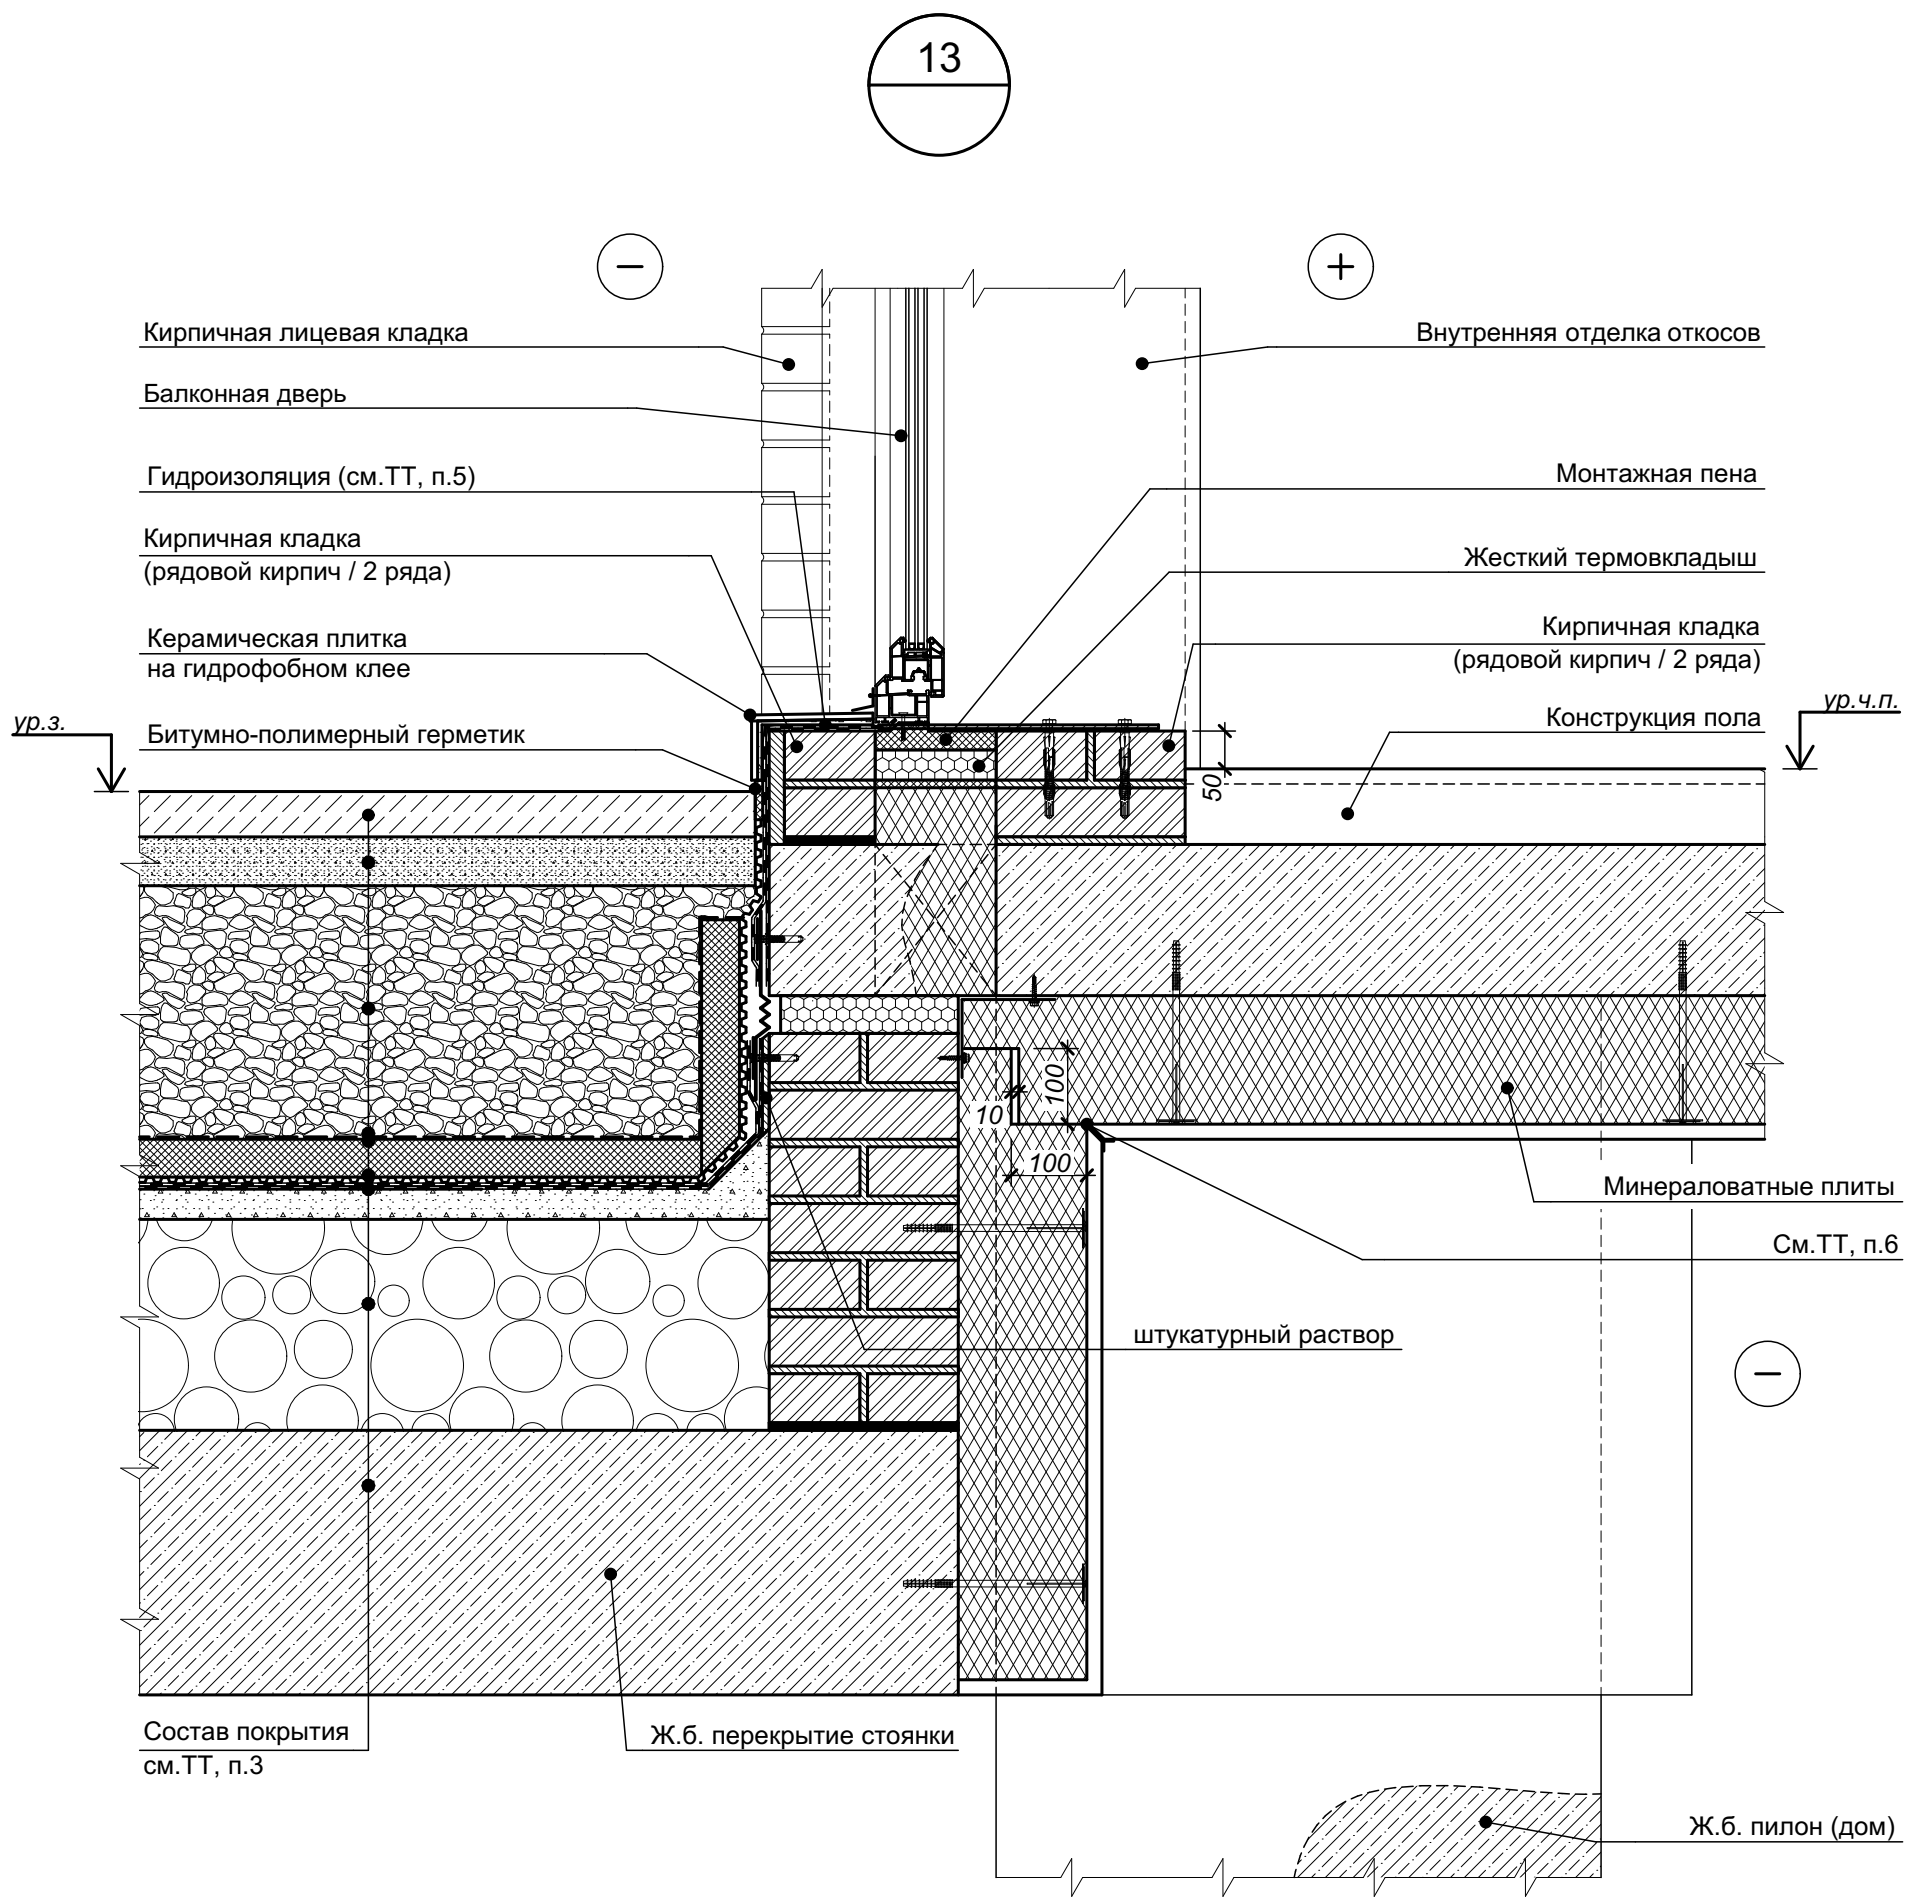 13
−
+
Кирпичная лицевая кладка
Внутренняя отделка откосов
Балконная дверь
Гидроизоляция (см.ТТ, п.5)
Монтажная пена
Кирпичная кладка
(рядовой кирпич / 2 ряда)
Жесткий термовкладыш
Керамическая плитка
на гидрофобном клее
Кирпичная кладка
(рядовой кирпич / 2 ряда)
ур.з.
Битумно-полимерный герметик
Конструкция пола
ур.ч.п.
50
100
10
100
Минераловатные плиты
См.ТТ, п.6
штукатурный раствор
−
Состав покрытия
см.ТТ, п.3
Ж.б. перекрытие стоянки
Ж.б. пилон (дом)